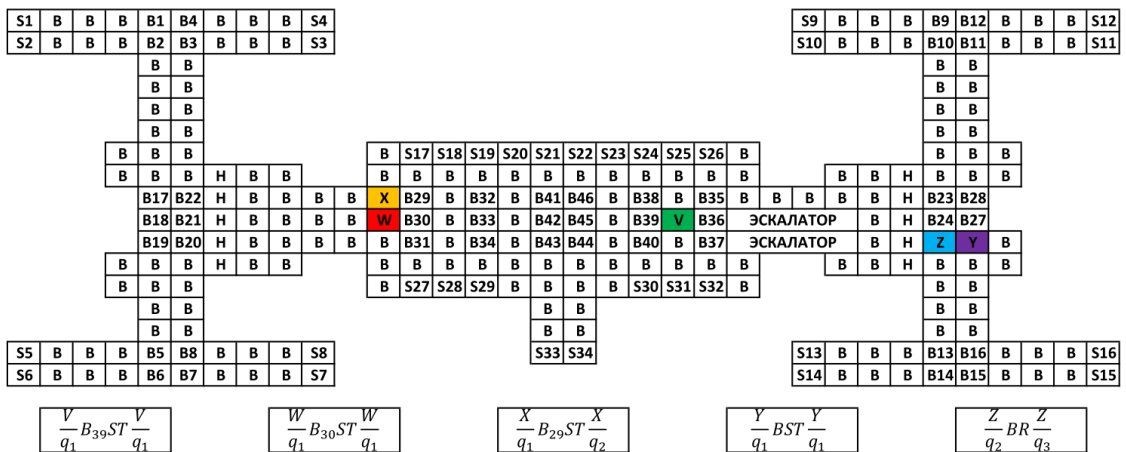 S1 B B B B1 B4 B B B S4 S9 B B B B9 B12 B B B S12
S2 B B B B2 B3 B B B S3 S10 B B B B10 B11 B B B S11
B B B B
B B B B
B B B B
B B B B
B B B B S17 S18 S19 S20 S21 S22 S23 S24 S25 S26 B B B B
B B B H B B B B B B B B B B B B B B B B H B B B
B17 B22 H B B B B X B29 B B32 B B41 B46 B B38 B B35 B B B B B H B23 B28
B18 B21 H B B B B W B30 B B33 B B42 B45 B B39 V B36 ЭСКАЛАТОР B H B24 B27
B19 B20 H B B B B B B31 B B34 B B43 B44 B B40 B B37 ЭСКАЛАТОР B H Z Y B
B B B H B B B B B B B B B B B B B B B B H B B B
B B B B S27 S28 S29 B B B B S30 S31 S32 B B B B
B B B B B B
B B B B B B
S5 B B B B5 B8 B B B S8 S33 S34 S13 B B B B13 B16 B B B S16
S6 B B B B6 B7 B B B S7 S14 B B B B14 B15 B B B S15
V/q₁ B₃₉ST V/q₁ W/q₁ B₃₀ST W/q₁ X/q₁ B₂₉ST X/q₂ Y/q₁ BST Y/q₁ Z/q₂ BR Z/q₃